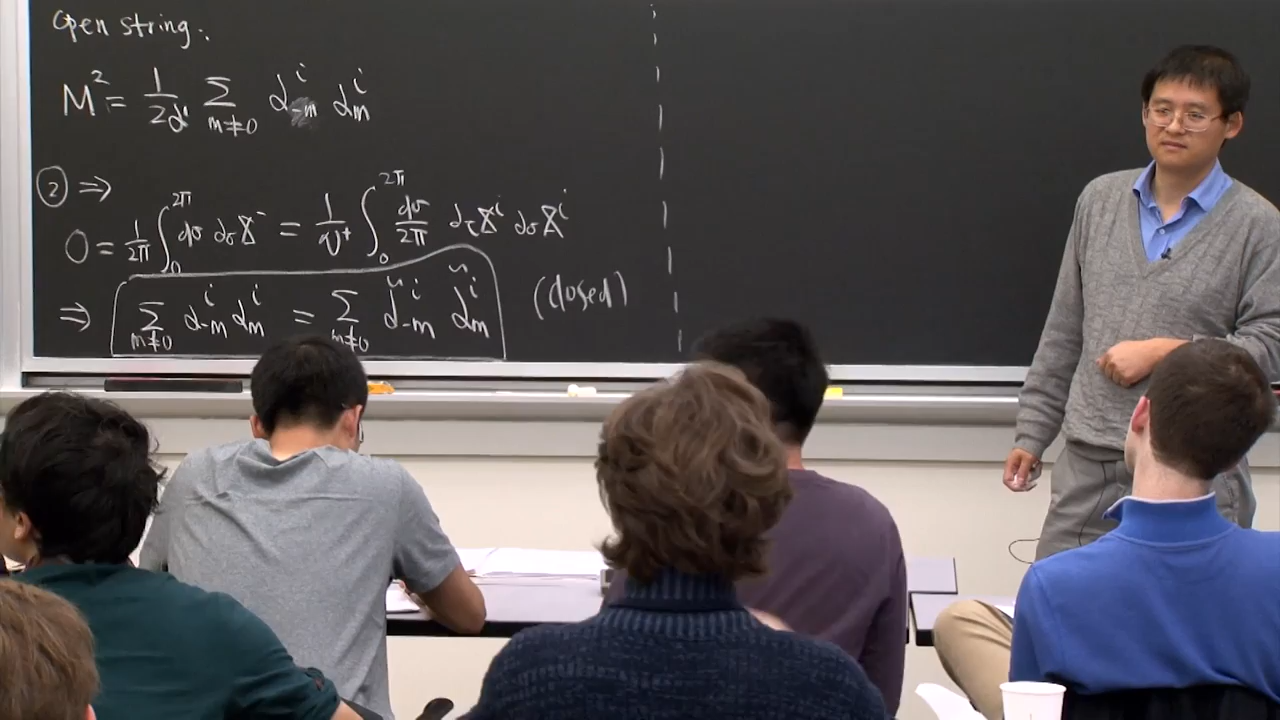 Open string:
M² = 1/2α' Σ_{m≠0} α^i_{-m} α^i_m
② ⇒
0 = 1/2π ∫_0^{2π} dσ ∂_σ X^- = 1/v^+ ∫_0^{2π} dσ/2π ∂_τ X^i ∂_σ X^i
⇒ Σ_{m≠0} α^i_{-m} α^i_m = Σ_{m≠0} α̃^i_{-m} α̃^i_m (closed)